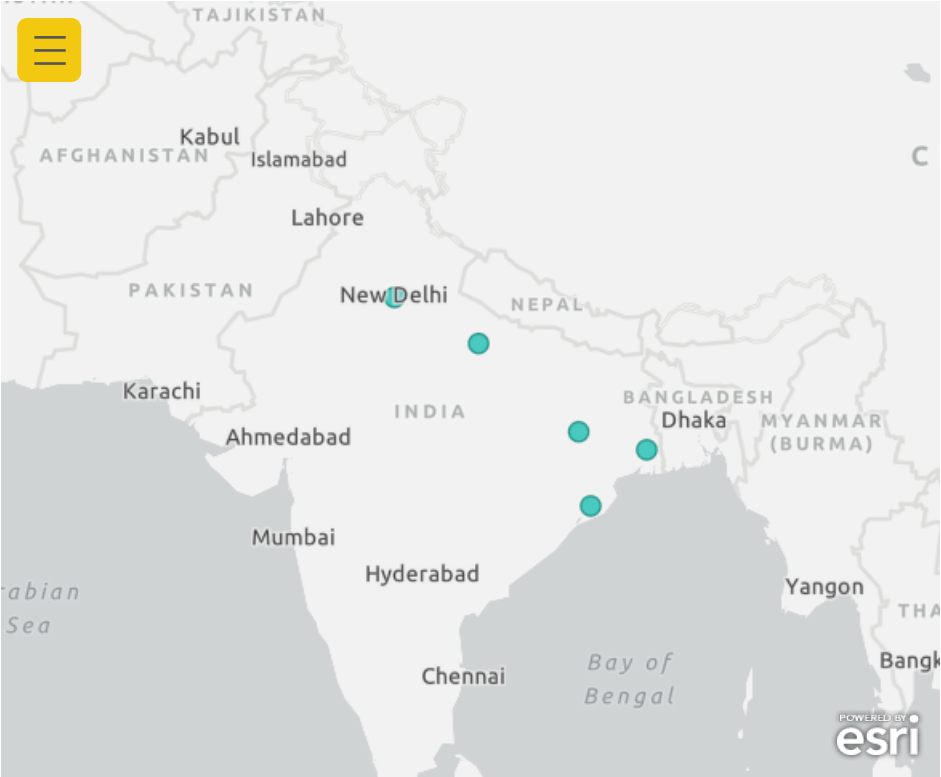 TAJIKISTAN
Kabul
AFGHANISTAN
Islamabad
C
Lahore
PAKISTAN
New Delhi
NEPAL
Karachi
INDIA
BANGLADESH
Dhaka
MYANMAR
(BURMA)
Ahmedabad
Mumbai
Hyderabad
rabian
Sea
Yangon
THA
Chennai
Bay of
Bengal
Bangk
POWERED BY
esri